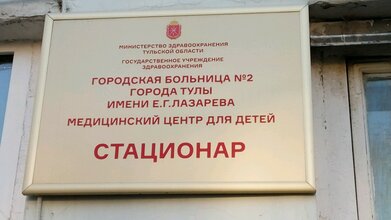 МИНИСТЕРСТВО ЗДРАВООХРАНЕНИЯ
ТУЛЬСКОЙ ОБЛАСТИ
ГОСУДАРСТВЕННОЕ УЧРЕЖДЕНИЕ
ЗДРАВООХРАНЕНИЯ
ГОРОДСКАЯ БОЛЬНИЦА №2
ГОРОДА ТУЛЫ
ИМЕНИ Е.Г.ЛАЗАРЕВА
МЕДИЦИНСКИЙ ЦЕНТР ДЛЯ ДЕТЕЙ
СТАЦИОНАР